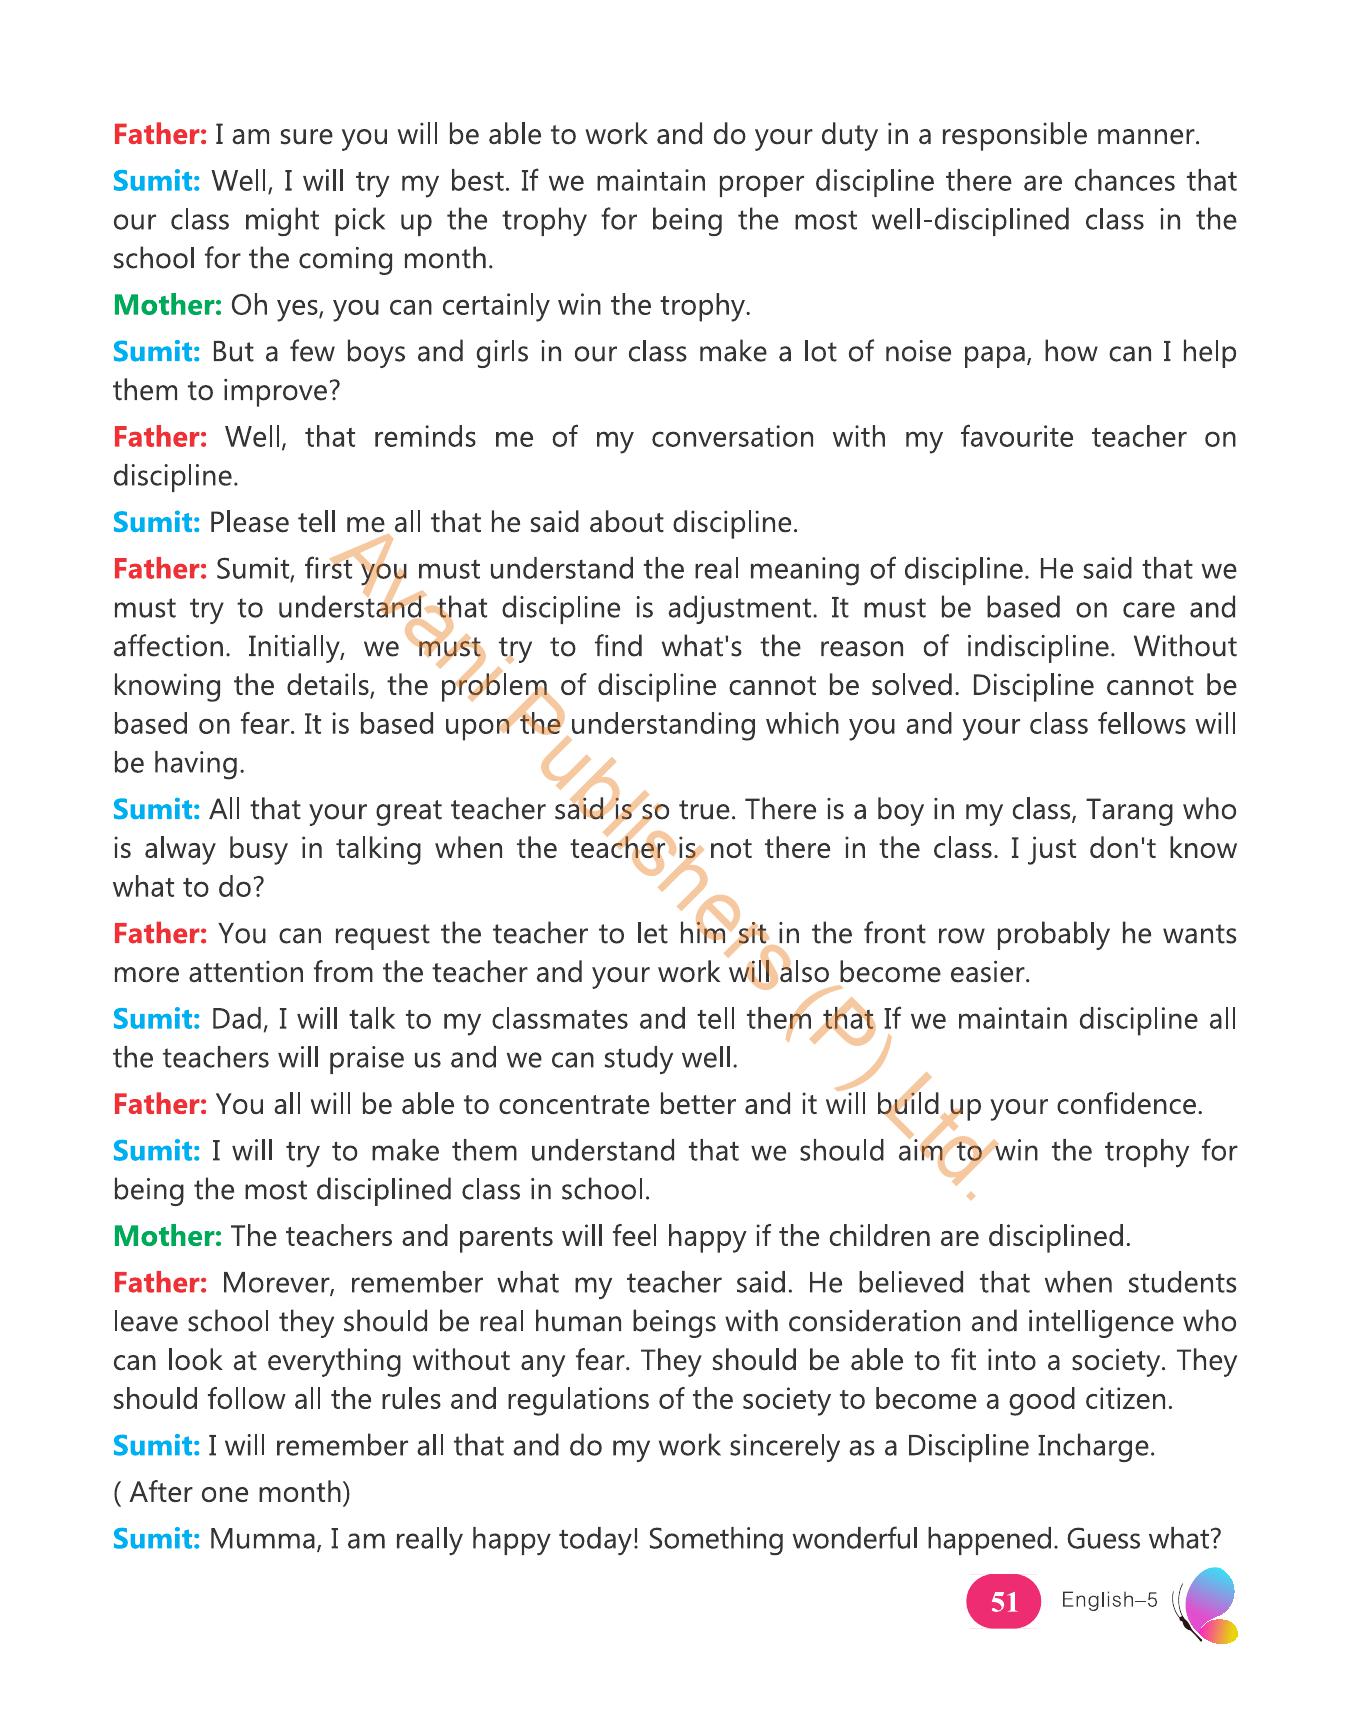 Father: I am sure you will be able to work and do your duty in a responsible manner.
Sumit: Well, I will try my best. If we maintain proper discipline there are chances that
our class might pick up the trophy for being the most well-disciplined class in the
school for the coming month.
Mother: Oh yes, you can certainly win the trophy.
Sumit: But a few boys and girls in our class make a lot of noise papa, how can I help
them to improve?
Father: Well, that reminds me of my conversation with my favourite teacher on
discipline.
Sumit: Please tell me all that he said about discipline.
Father: Sumit, first you must understand the real meaning of discipline. He said that we
must try to understand that discipline is adjustment. It must be based on care and
affection. Initially, we must try to find what's the reason of indiscipline. Without
knowing the details, the problem of discipline cannot be solved. Discipline cannot be
based on fear. It is based upon the understanding which you and your class fellows will
be having.
Sumit: All that your great teacher said is so true. There is a boy in my class, Tarang who
is alway busy in talking when the teacher is not there in the class. I just don't know
what to do?
Father: You can request the teacher to let him sit in the front row probably he wants
more attention from the teacher and your work will also become easier.
Sumit: Dad, I will talk to my classmates and tell them that If we maintain discipline all
the teachers will praise us and we can study well.
Father: You all will be able to concentrate better and it will build up your confidence.
Sumit: I will try to make them understand that we should aim to win the trophy for
being the most disciplined class in school.
Mother: The teachers and parents will feel happy if the children are disciplined.
Father: Morever, remember what my teacher said. He believed that when students
leave school they should be real human beings with consideration and intelligence who
can look at everything without any fear. They should be able to fit into a society. They
should follow all the rules and regulations of the society to become a good citizen.
Sumit: I will remember all that and do my work sincerely as a Discipline Incharge.
( After one month)
Sumit: Mumma, I am really happy today! Something wonderful happened. Guess what?
51 English–5
Avani Publishers (P) Ltd.